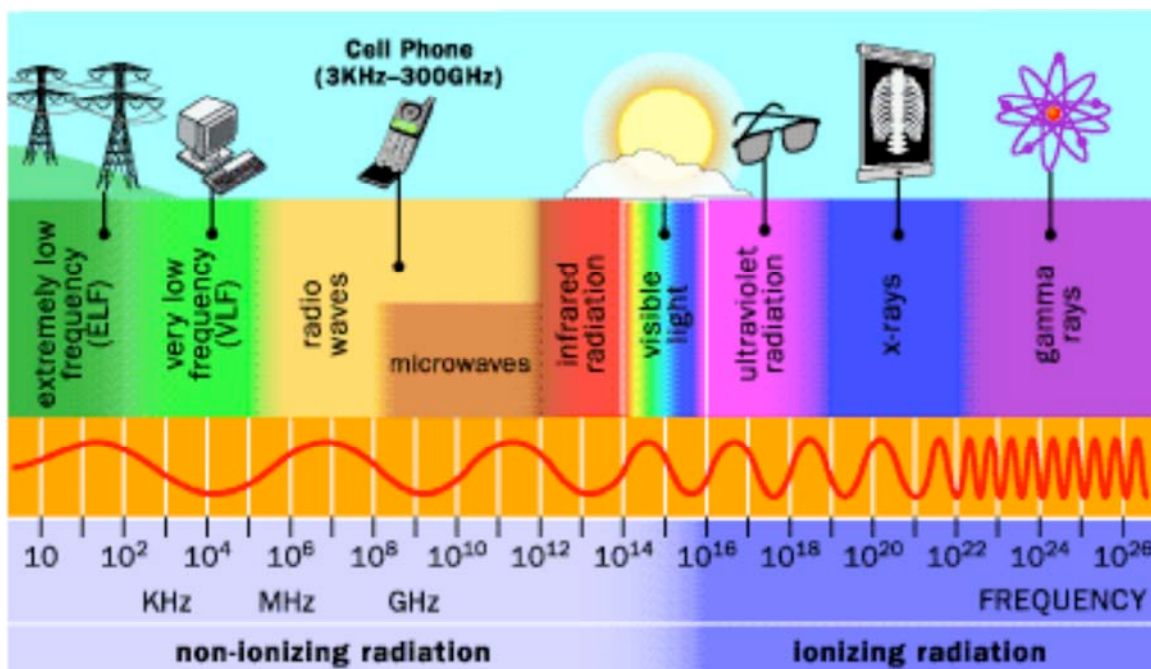 Cell Phone
(3KHz–300GHz)
extremely low
frequency
(ELF)
very low
frequency
(VLF)
radio
waves
microwaves
infrared
radiation
visible
light
ultraviolet
radiation
x-rays
gamma
rays
10 10² 10⁴ 10⁶ 10⁸ 10¹⁰ 10¹² 10¹⁴ 10¹⁶ 10¹⁸ 10²⁰ 10²² 10²⁴ 10²⁶
KHz MHz GHz FREQUENCY
non-ionizing radiation ionizing radiation